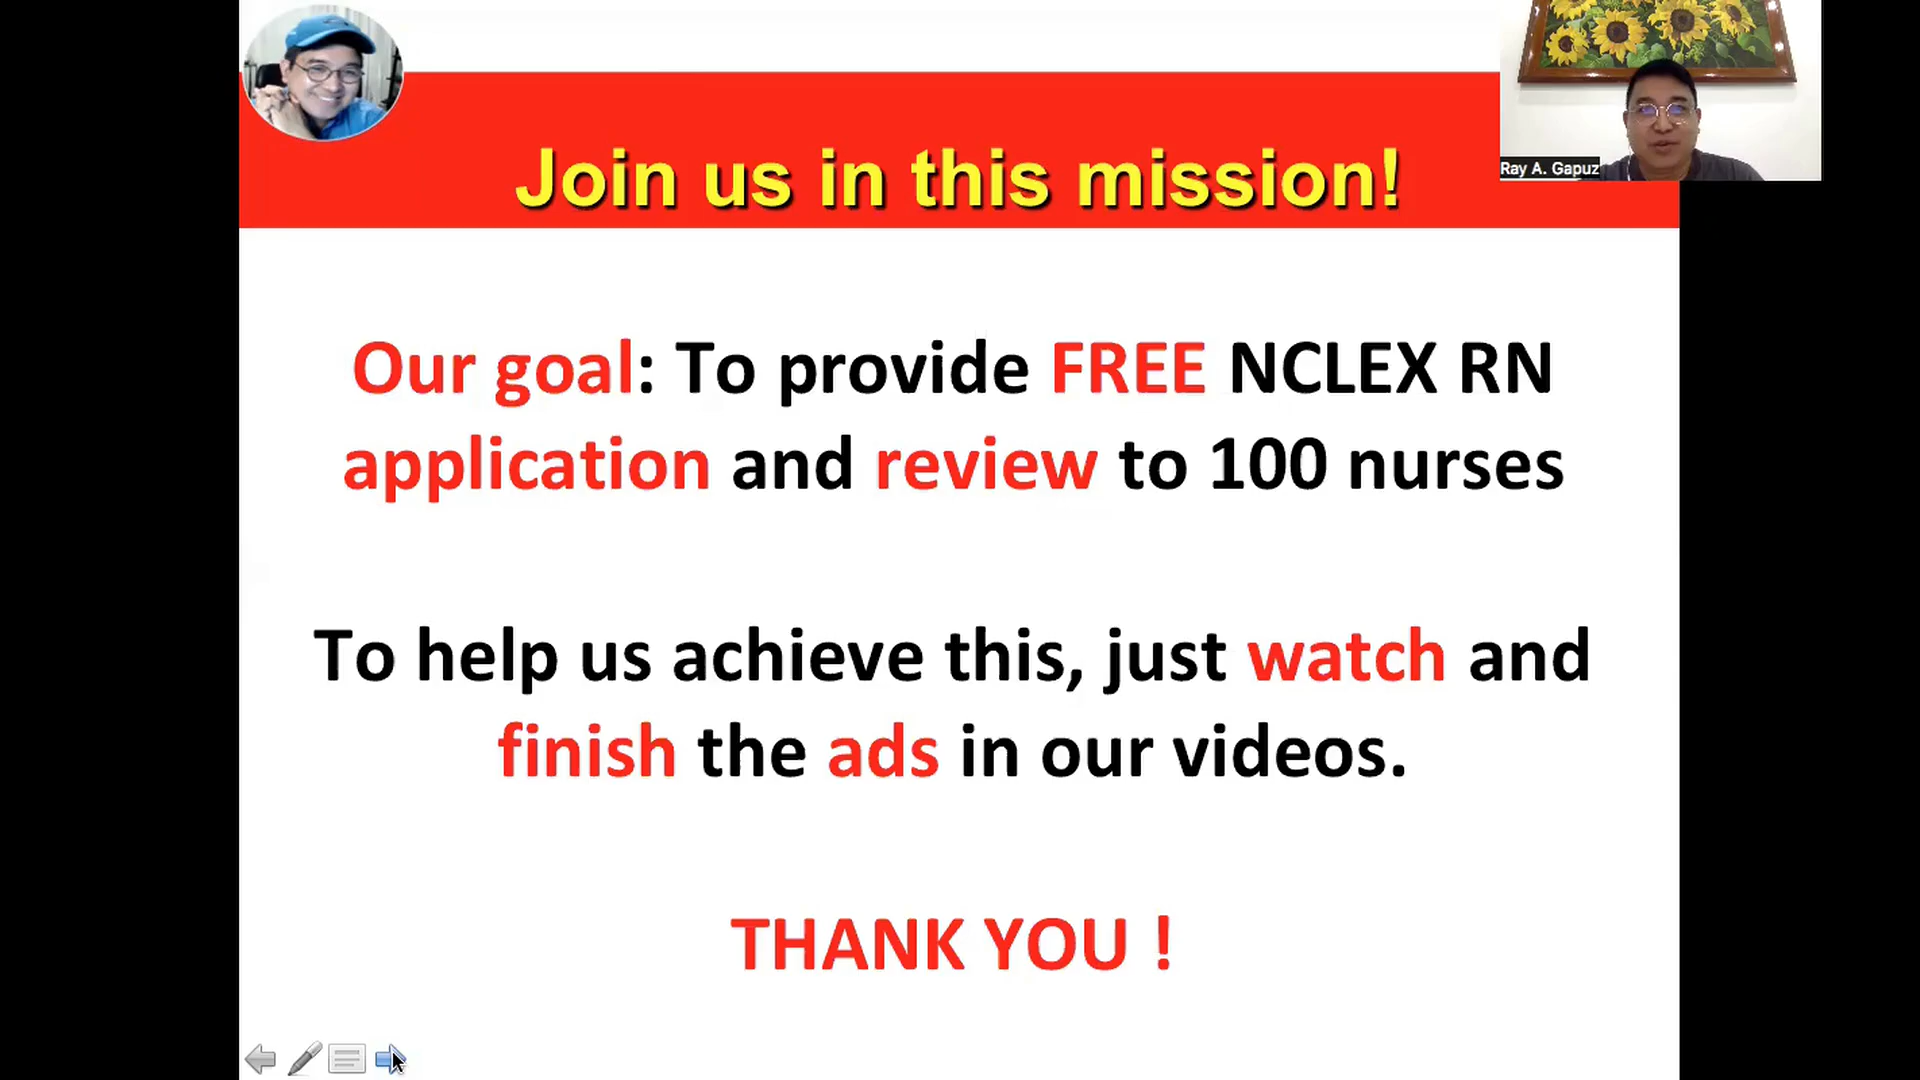 Join us in this mission!
Ray A. Gapuz
Our goal: To provide FREE NCLEX RN
application and review to 100 nurses
To help us achieve this, just watch and
finish the ads in our videos.
THANK YOU !